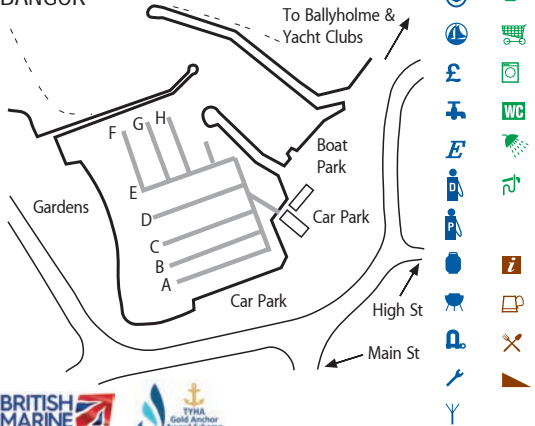 BANGOR
To Ballyholme &
Yacht Clubs
F
G
H
Boat
Park
E
Gardens
D
Car Park
C
B
A
Car Park
High St
Main St
£
WC
E
D
P
i
BRITISH
MARINE
TYHA
Gold Anchor